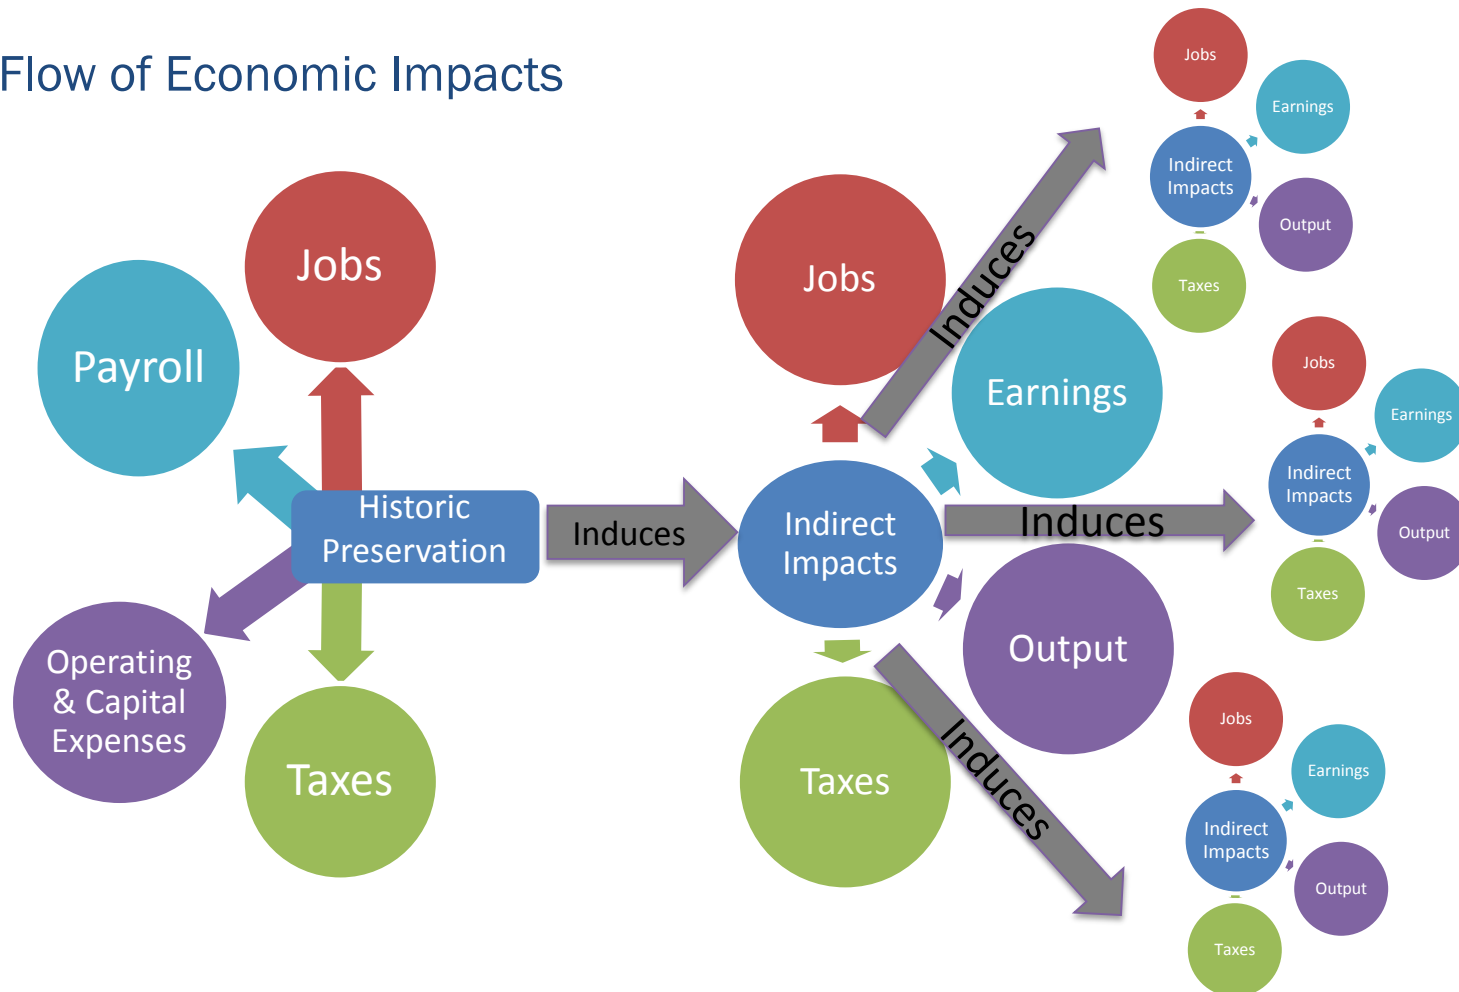 Flow of Economic Impacts
Jobs
Payroll
Historic
Preservation
Operating
& Capital
Expenses
Taxes
Induces
Jobs
Earnings
Indirect
Impacts
Output
Taxes
Induces
Induces
Induces
Jobs
Earnings
Indirect
Impacts
Output
Taxes
Jobs
Earnings
Indirect
Impacts
Output
Taxes
Jobs
Earnings
Indirect
Impacts
Output
Taxes